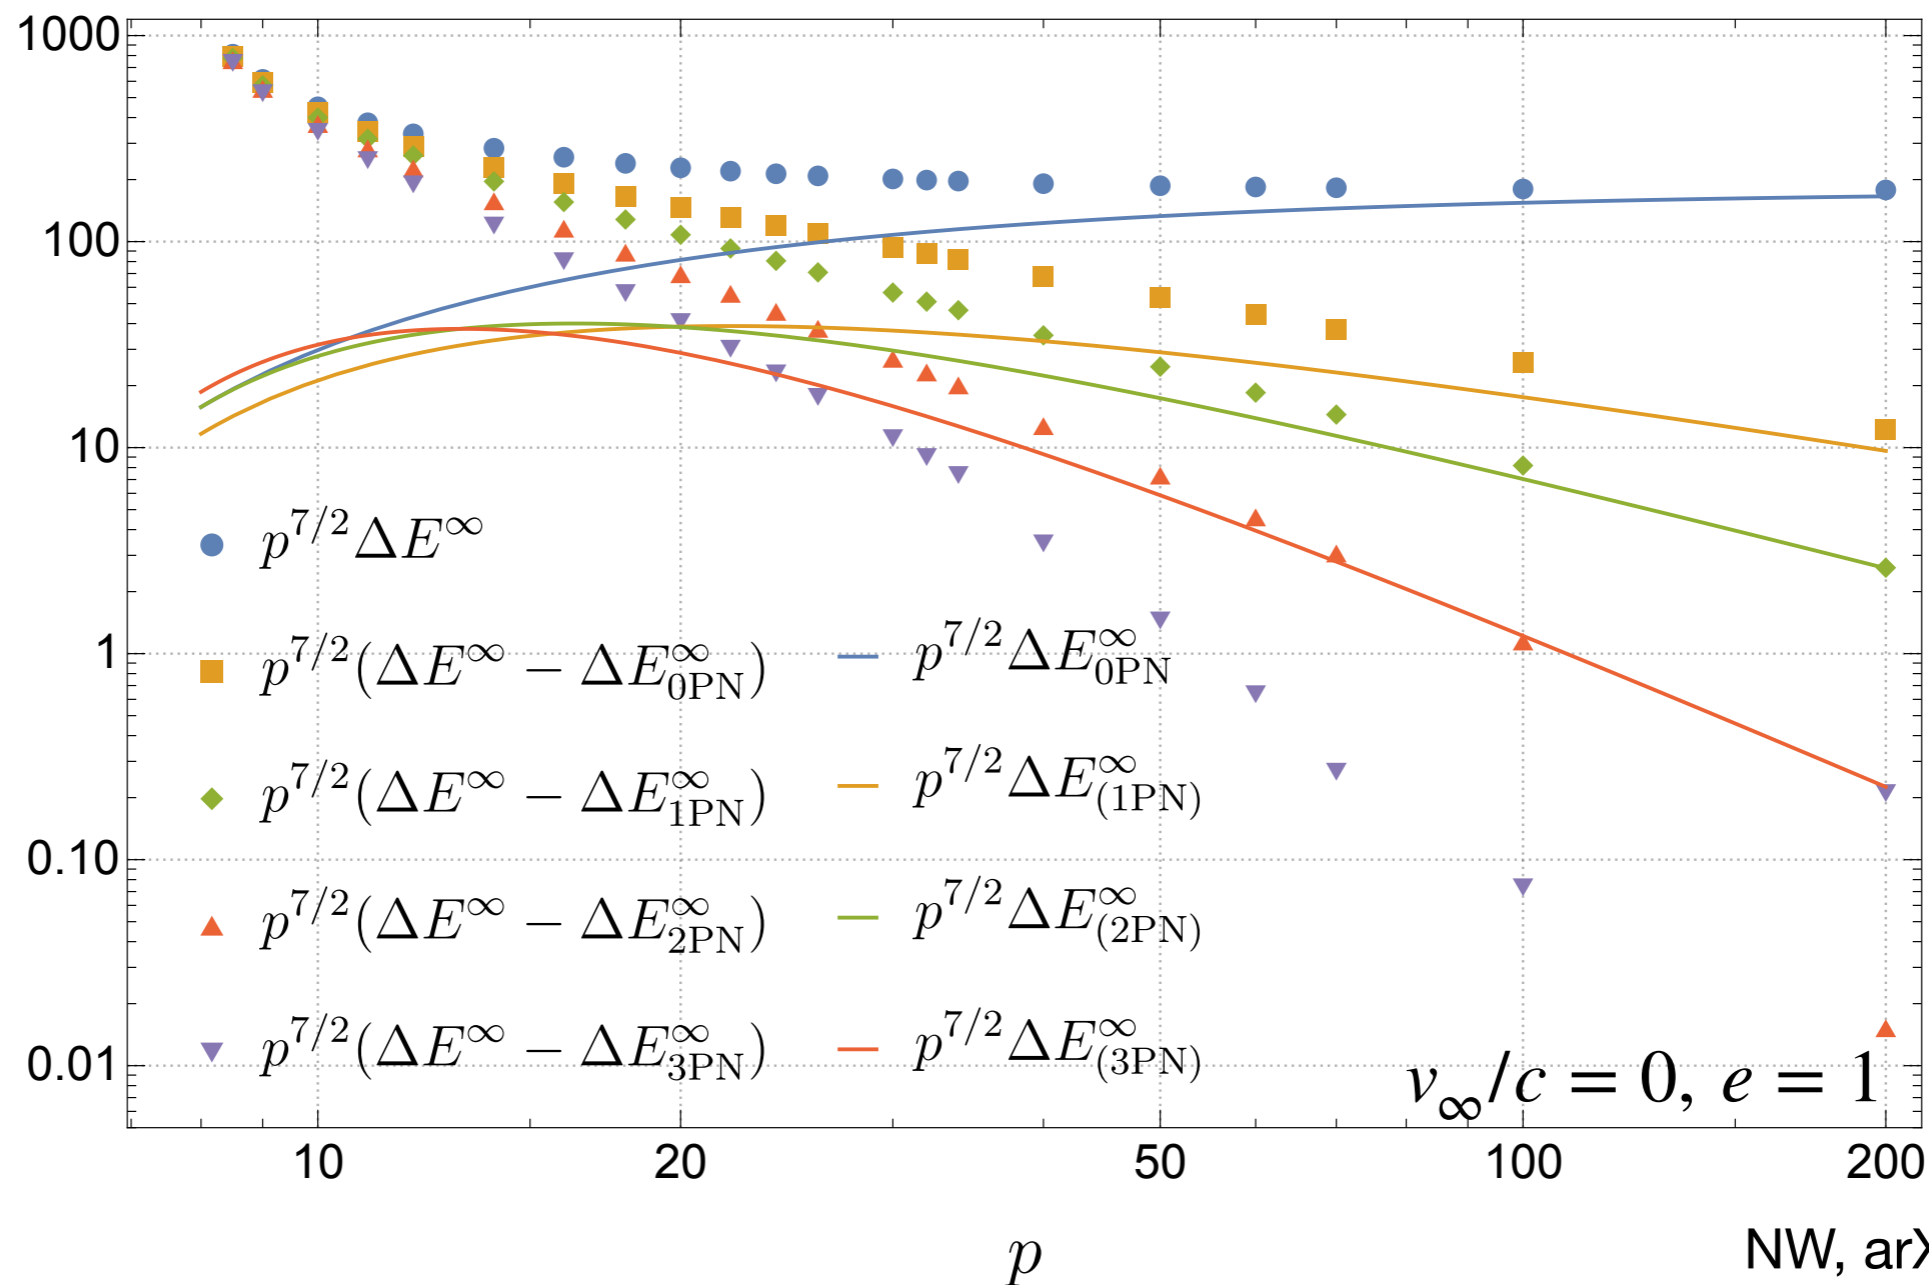 1000
100
10
1
0.10
0.01
p^{7/2}ΔE^∞
p^{7/2}(ΔE^∞ − ΔE^∞_{0PN})
p^{7/2}(ΔE^∞ − ΔE^∞_{1PN})
p^{7/2}(ΔE^∞ − ΔE^∞_{2PN})
p^{7/2}(ΔE^∞ − ΔE^∞_{3PN})
p^{7/2}ΔE^∞_{0PN}
p^{7/2}ΔE^∞_{(1PN)}
p^{7/2}ΔE^∞_{(2PN)}
p^{7/2}ΔE^∞_{(3PN)}
v_∞/c = 0, e = 1
10 20 50 100 200
p
NW,